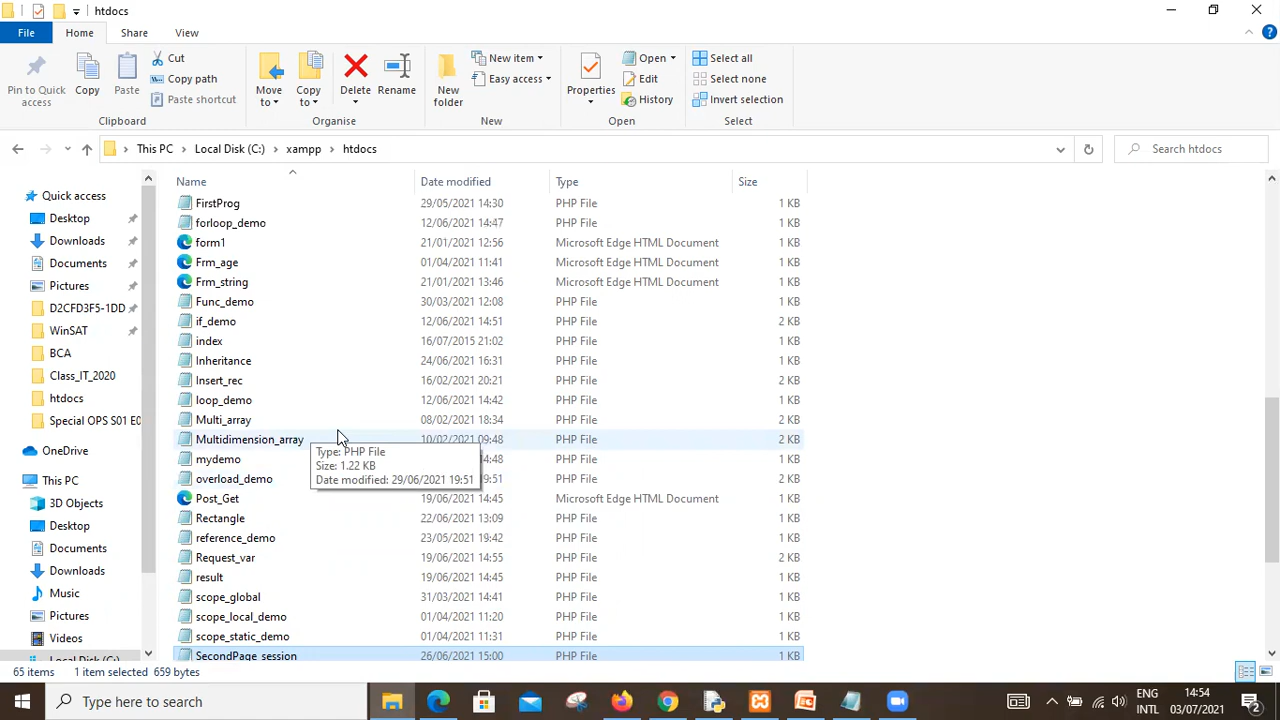 htdocs
File Home Share View
Pin to Quick access
Copy
Paste
Cut
Copy path
Paste shortcut
Clipboard
Move to
Copy to
Delete
Rename
Organise
New folder
New item
Easy access
New
Properties
Open
Edit
History
Open
Select all
Select none
Invert selection
Select
This PC Local Disk (C:) xampp htdocs
Search htdocs
Quick access
Desktop
Downloads
Documents
Pictures
D2CFD3F5-1DD
WinSAT
BCA
Class_IT_2020
htdocs
Special OPS S01 E0
OneDrive
This PC
3D Objects
Desktop
Documents
Downloads
Music
Pictures
Videos
Local Disk (C:)
Name Date modified Type Size
FirstProg 29/05/2021 14:30 PHP File 1 KB
forloop_demo 12/06/2021 14:47 PHP File 1 KB
form1 21/01/2021 12:56 Microsoft Edge HTML Document 1 KB
Frm_age 01/04/2021 11:41 Microsoft Edge HTML Document 1 KB
Frm_string 21/01/2021 13:46 Microsoft Edge HTML Document 1 KB
Func_demo 30/03/2021 12:08 PHP File 1 KB
if_demo 12/06/2021 14:51 PHP File 2 KB
index 16/07/2015 21:02 PHP File 1 KB
Inheritance 24/06/2021 16:31 PHP File 1 KB
Insert_rec 16/02/2021 20:21 PHP File 2 KB
loop_demo 12/06/2021 14:42 PHP File 1 KB
Multi_array 08/02/2021 18:34 PHP File 2 KB
Multidimension_array 10/02/2021 09:48 PHP File 2 KB
mydemo 14:48 PHP File 1 KB
overload_demo 19:51 PHP File 2 KB
Type: PHP File
Size: 1.22 KB
Date modified: 29/06/2021 19:51
Post_Get 19/06/2021 14:45 Microsoft Edge HTML Document 1 KB
Rectangle 22/06/2021 13:09 PHP File 1 KB
reference_demo 23/05/2021 19:42 PHP File 1 KB
Request_var 19/06/2021 14:55 PHP File 2 KB
result 19/06/2021 14:45 PHP File 1 KB
scope_global 31/03/2021 14:41 PHP File 1 KB
scope_local_demo 01/04/2021 11:20 PHP File 1 KB
scope_static_demo 01/04/2021 11:31 PHP File 1 KB
SecondPage_session 26/06/2021 15:00 PHP File 1 KB
65 items 1 item selected 659 bytes
Type here to search
ENG
INTL
14:54
03/07/2021
2